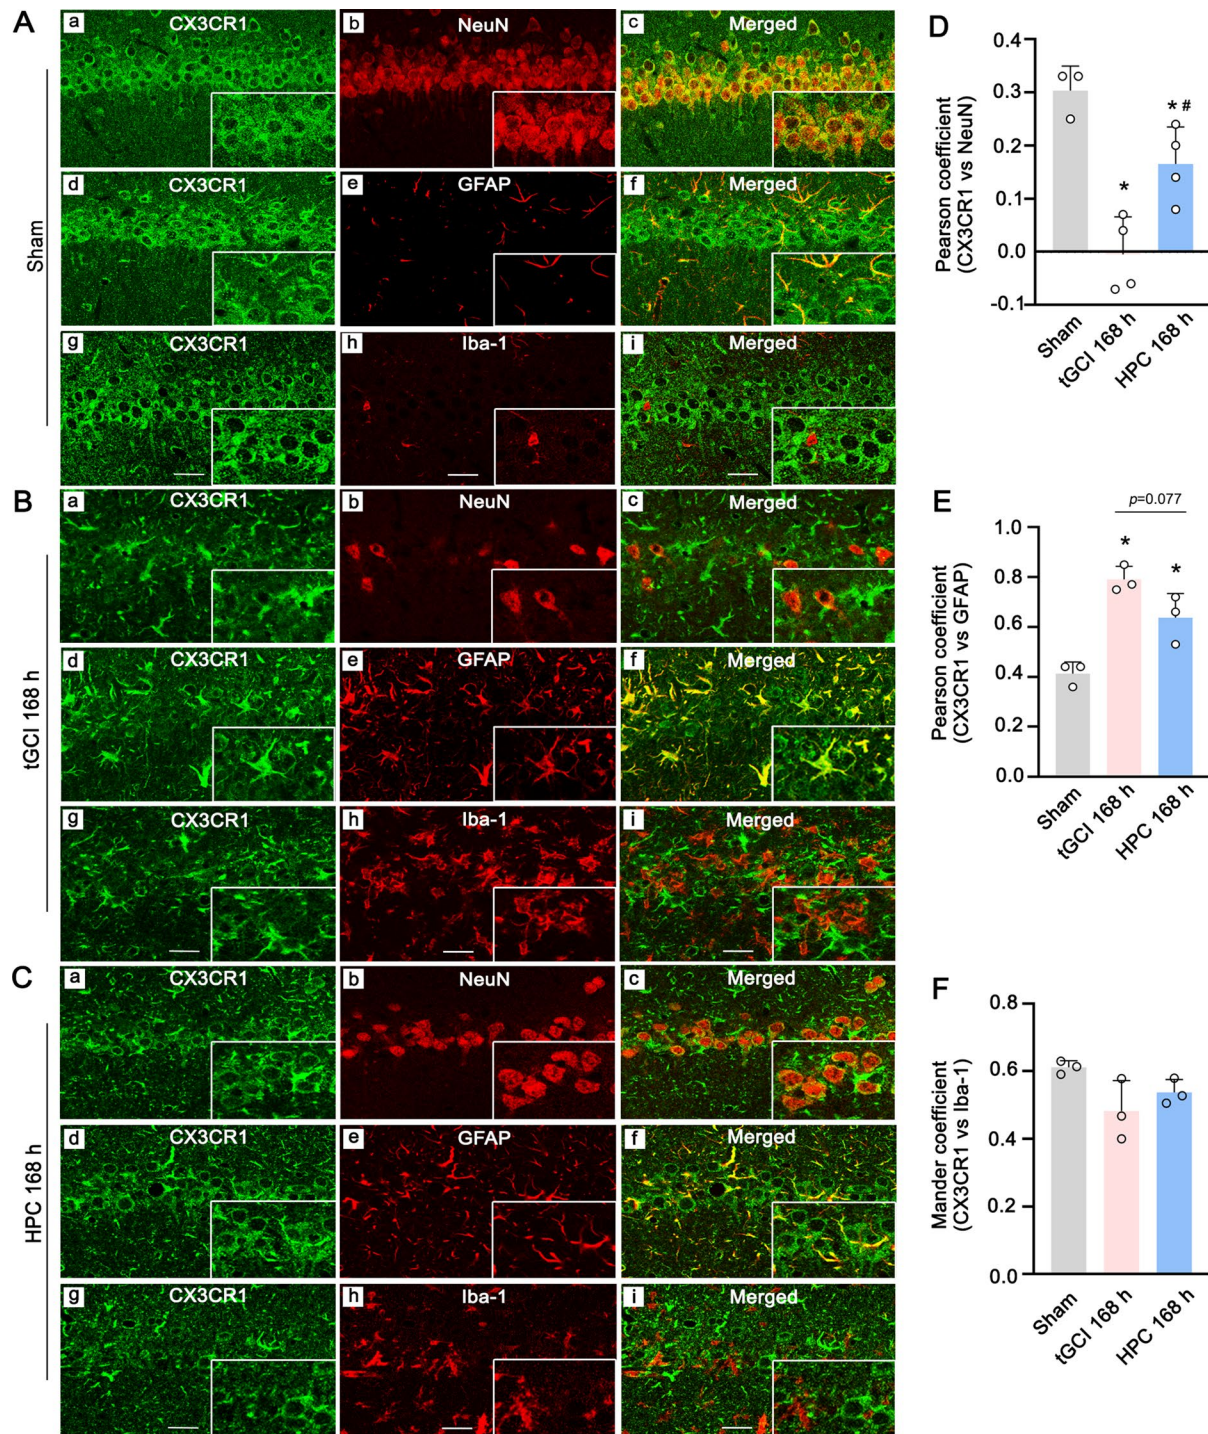 A
Sham
a CX3CR1
b NeuN
c Merged
d CX3CR1
e GFAP
f Merged
g CX3CR1
h Iba-1
i Merged
B
tGCI 168 h
a CX3CR1
b NeuN
c Merged
d CX3CR1
e GFAP
f Merged
g CX3CR1
h Iba-1
i Merged
C
HPC 168 h
a CX3CR1
b NeuN
c Merged
d CX3CR1
e GFAP
f Merged
g CX3CR1
h Iba-1
i Merged
D
Pearson coefficient
(CX3CR1 vs NeuN)
0.4
0.3
0.2
0.1
0.0
-0.1
*
* #
Sham
tGCI 168 h
HPC 168 h
E
Pearson coefficient
(CX3CR1 vs GFAP)
1.0
0.8
0.6
0.4
0.2
0.0
p=0.077
*
*
Sham
tGCI 168 h
HPC 168 h
F
Mander coefficient
(CX3CR1 vs Iba-1)
0.8
0.6
0.4
0.2
0.0
Sham
tGCI 168 h
HPC 168 h